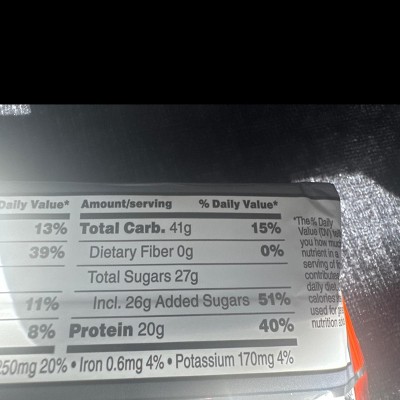 Daily Value* Amount/serving % Daily Value*
13% Total Carb. 41g 15%
39% Dietary Fiber 0g 0%
Total Sugars 27g
11% Incl. 26g Added Sugars 51%
8% Protein 20g 40%
250mg 20% • Iron 0.6mg 4% • Potassium 170mg 4%
*The % Daily
Value (DV)
you how much
nutrient in a
serving of
daily diet.
calories
used for
nutrition